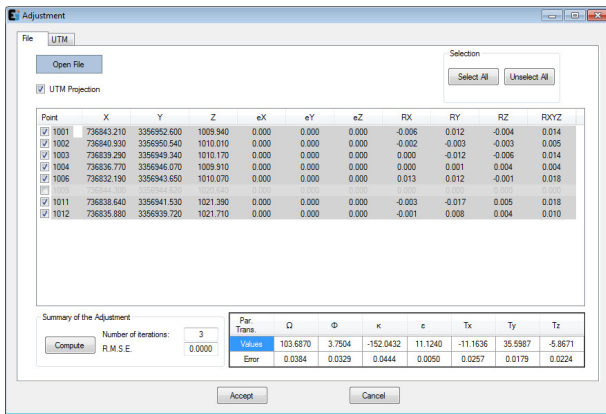 Adjustment
File UTM
Open File
UTM Projection
Selection
Select All Unselect All
Point X Y Z eX eY eZ RX RY RZ RXYZ
1001 736843.210 3356952.600 1009.940 0.000 0.000 0.000 -0.006 0.012 -0.004 0.014
1002 736840.930 3356950.540 1010.010 0.000 0.000 0.000 -0.002 -0.003 -0.003 0.005
1003 736839.290 3356949.340 1010.170 0.000 0.000 0.000 0.000 -0.012 -0.006 0.014
1004 736836.770 3356946.070 1009.910 0.000 0.000 0.000 0.000 0.001 0.004 0.004
1006 736832.190 3356943.650 1010.070 0.000 0.000 0.000 0.013 0.012 -0.001 0.018
1011 736838.640 3356941.530 1021.390 0.000 0.000 0.000 -0.003 -0.017 0.005 0.018
1012 736835.880 3356939.720 1021.710 0.000 0.000 0.000 -0.001 0.008 0.004 0.010
Summary of the Adjustment
Compute
Number of iterations: 3
R.M.S.E. 0.0000
Par. Trans. Ω Φ κ ε Tx Ty Tz
Values 103.6870 3.7504 -152.0432 11.1240 -11.1636 35.5987 -5.8671
Error 0.0384 0.0329 0.0444 0.0050 0.0257 0.0179 0.0224
Accept Cancel